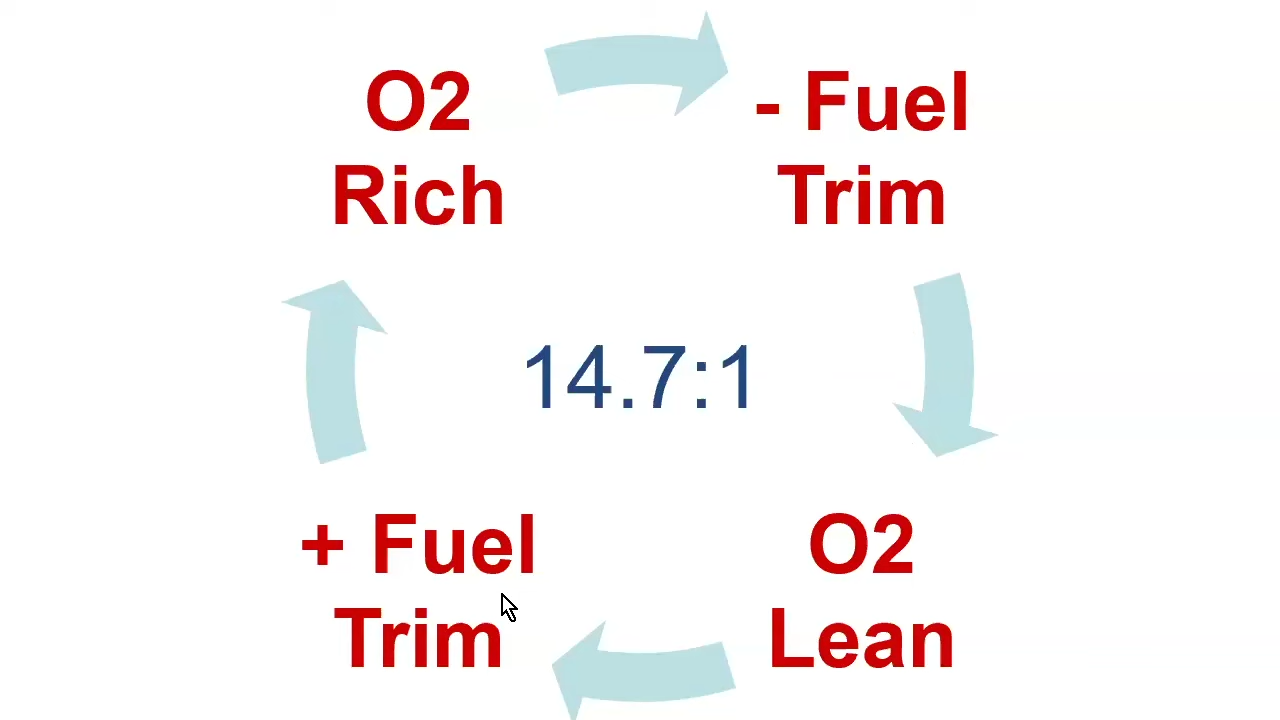 O2
Rich
- Fuel
Trim
14.7:1
+ Fuel
Trim
O2
Lean